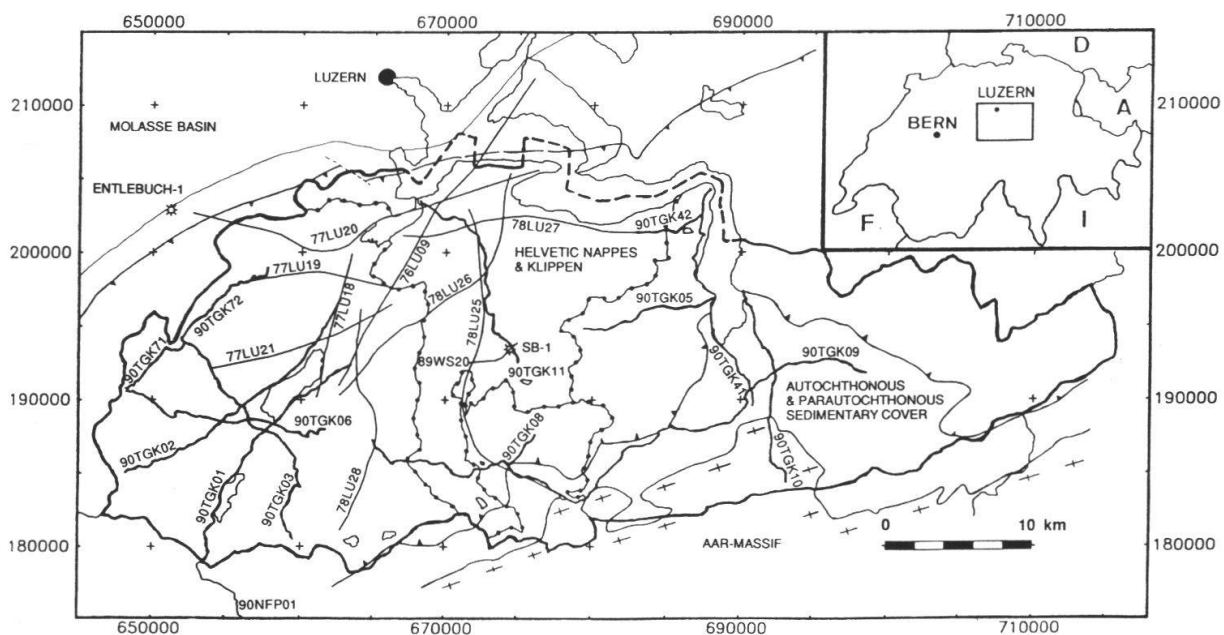 650000 670000 690000 710000
D
LUZERN
LUZERN
A
210000
210000
BERN
MOLASSE BASIN
ENTLEBUCH-1
F
I
90TGK42
78LU27
77LU20
76LU09
200000
200000
HELVETIC NAPPES
& KLIPPEN
77LU19
78LU26
90TGK72
77LU18
90TGK05
78LU25
90TGK71
77LU21
SB-1
89WS20
90TGK11
90TGK41
90TGK09
AUTOCHTHONOUS
& PARAUTOCHTHONOUS
SEDIMENTARY COVER
190000
190000
90TGK06
90TGK08
90TGK02
90TGK01
90TGK03
78LU28
90TGK10
0 10 km
180000
180000
AAR-MASSIF
90NFP01
650000 670000 690000 710000